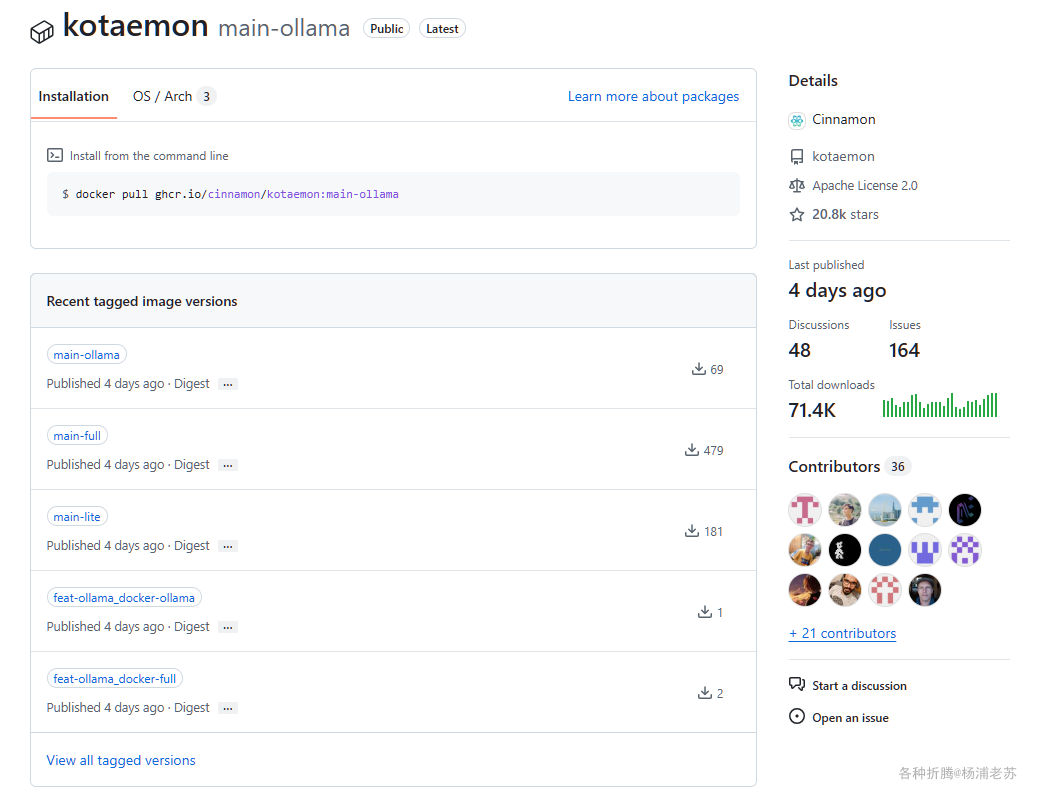 kotaemon main-ollama Public Latest
Installation OS / Arch 3 Learn more about packages
Install from the command line
$ docker pull ghcr.io/cinnamon/kotaemon:main-ollama
Recent tagged image versions
main-ollama
Published 4 days ago · Digest ...
69
main-full
Published 4 days ago · Digest ...
479
main-lite
Published 4 days ago · Digest ...
181
feat-ollama_docker-ollama
Published 4 days ago · Digest ...
1
feat-ollama_docker-full
Published 4 days ago · Digest ...
2
View all tagged versions
Details
Cinnamon
kotaemon
Apache License 2.0
20.8k stars
Last published
4 days ago
Discussions Issues
48 164
Total downloads
71.4K
Contributors 36
+ 21 contributors
Start a discussion
Open an issue
各种折腾@杨浦老苏